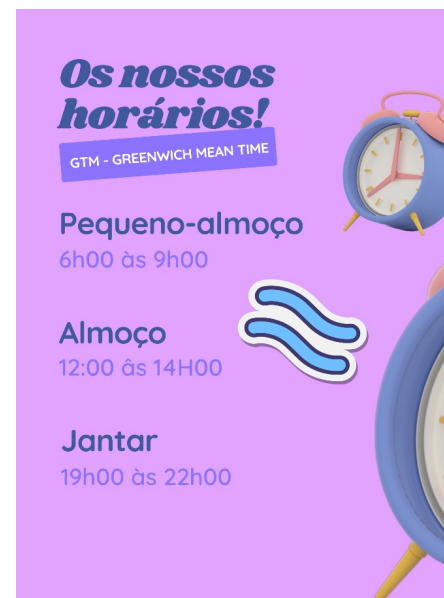 Os nossos
horários!
GTM - GREENWICH MEAN TIME
Pequeno-almoço
6h00 às 9h00
Almoço
12:00 âs 14H00
Jantar
19h00 às 22h00